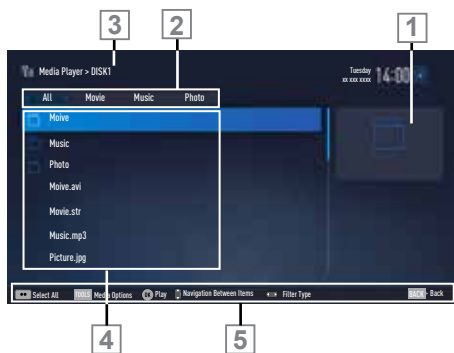 3 2 1
Media Player > DISK1
Tuesday
xx xxx xxxx
14:00
All Movie Music Photo
Moive
Music
Photo
Moive.avi
Movie.str
Music.mp3
Picture.jpg
Select All TOOLS Media Options OK Play Navigation Between Items Filter Type BACK - Back
4 5